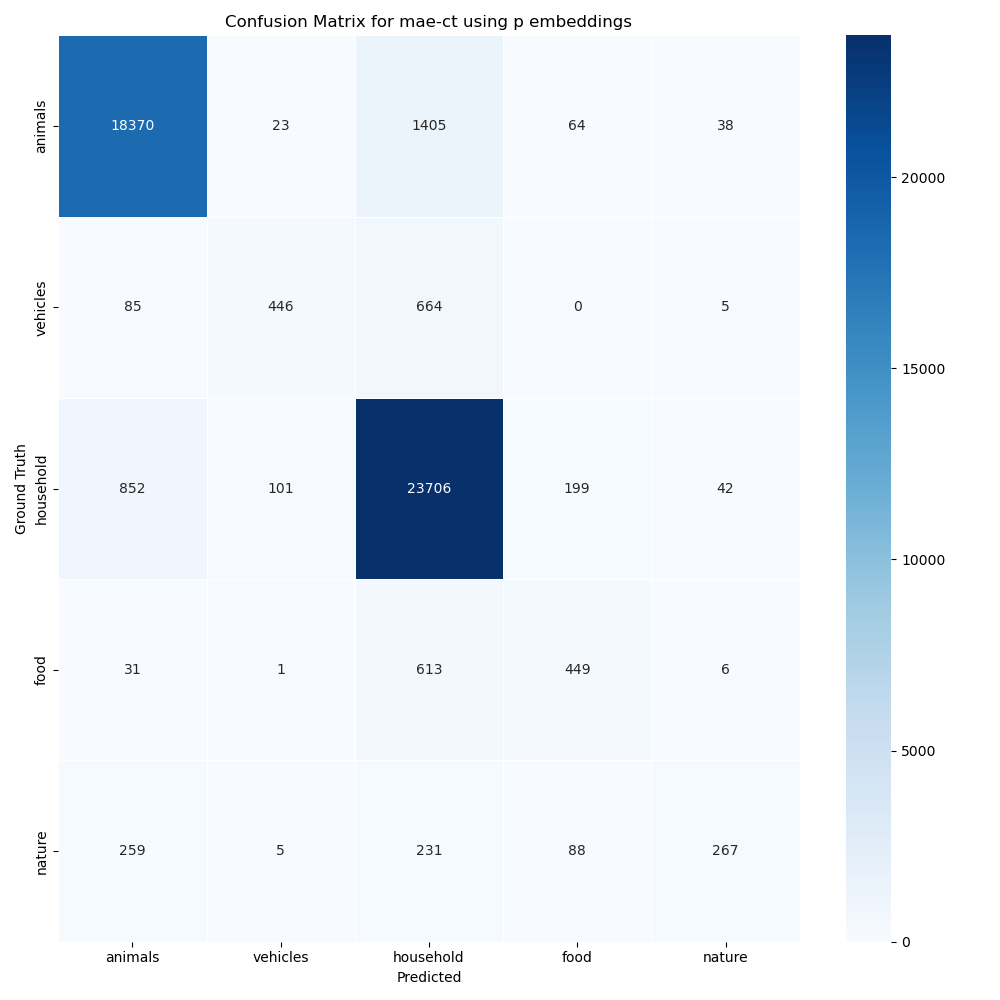 Confusion Matrix for mae-ct using p embeddings
animals 18370 23 1405 64 38
vehicles 85 446 664 0 5
household 852 101 23706 199 42
food 31 1 613 449 6
nature 259 5 231 88 267
animals vehicles household food nature
Predicted
Ground Truth
20000
15000
10000
5000
0